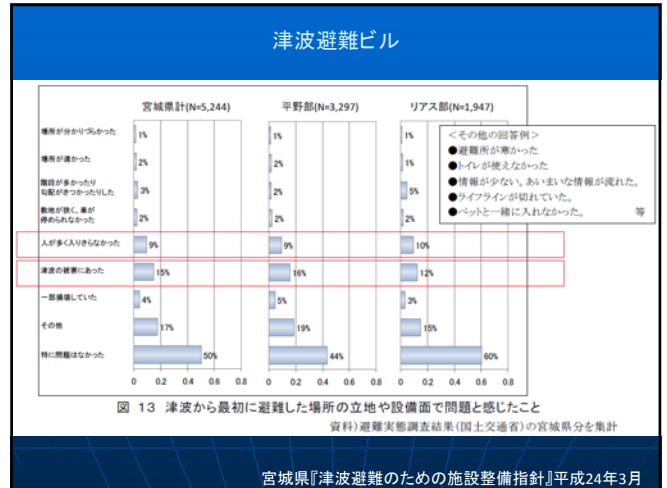 津波避難ビル
宮城県計(N=5,244) 平野部(N=3,297) リアス部(N=1,947)
場所が分かりづらかった 1% 1% 1%
場所が遠かった 2% 2% 1%
階段が多かったり
勾配がきつかったりした 3% 2% 5%
敷地が狭く、車が
停められなかった 2% 2% 2%
人が多く入りきらなかった 9% 9% 10%
津波の被害にあった 15% 16% 12%
一部損壊していた 4% 5% 3%
その他 17% 19% 15%
特に問題はなかった 50% 44% 60%
0 0.2 0.4 0.6 0.8 0 0.2 0.4 0.6 0.8 0 0.2 0.4 0.6 0.8
<その他の回答例>
●避難所が寒かった
●トイレが使えなかった
●情報が少ない。あいまいな情報が流れた。
●ライフラインが切れていた。
●ペットと一緒に入れなかった。 等
図 13 津波から最初に避難した場所の立地や設備面で問題と感じたこと
資料)避難実態調査結果(国土交通省)の宮城県分を集計
宮城県『津波避難のための施設整備指針』平成24年3月